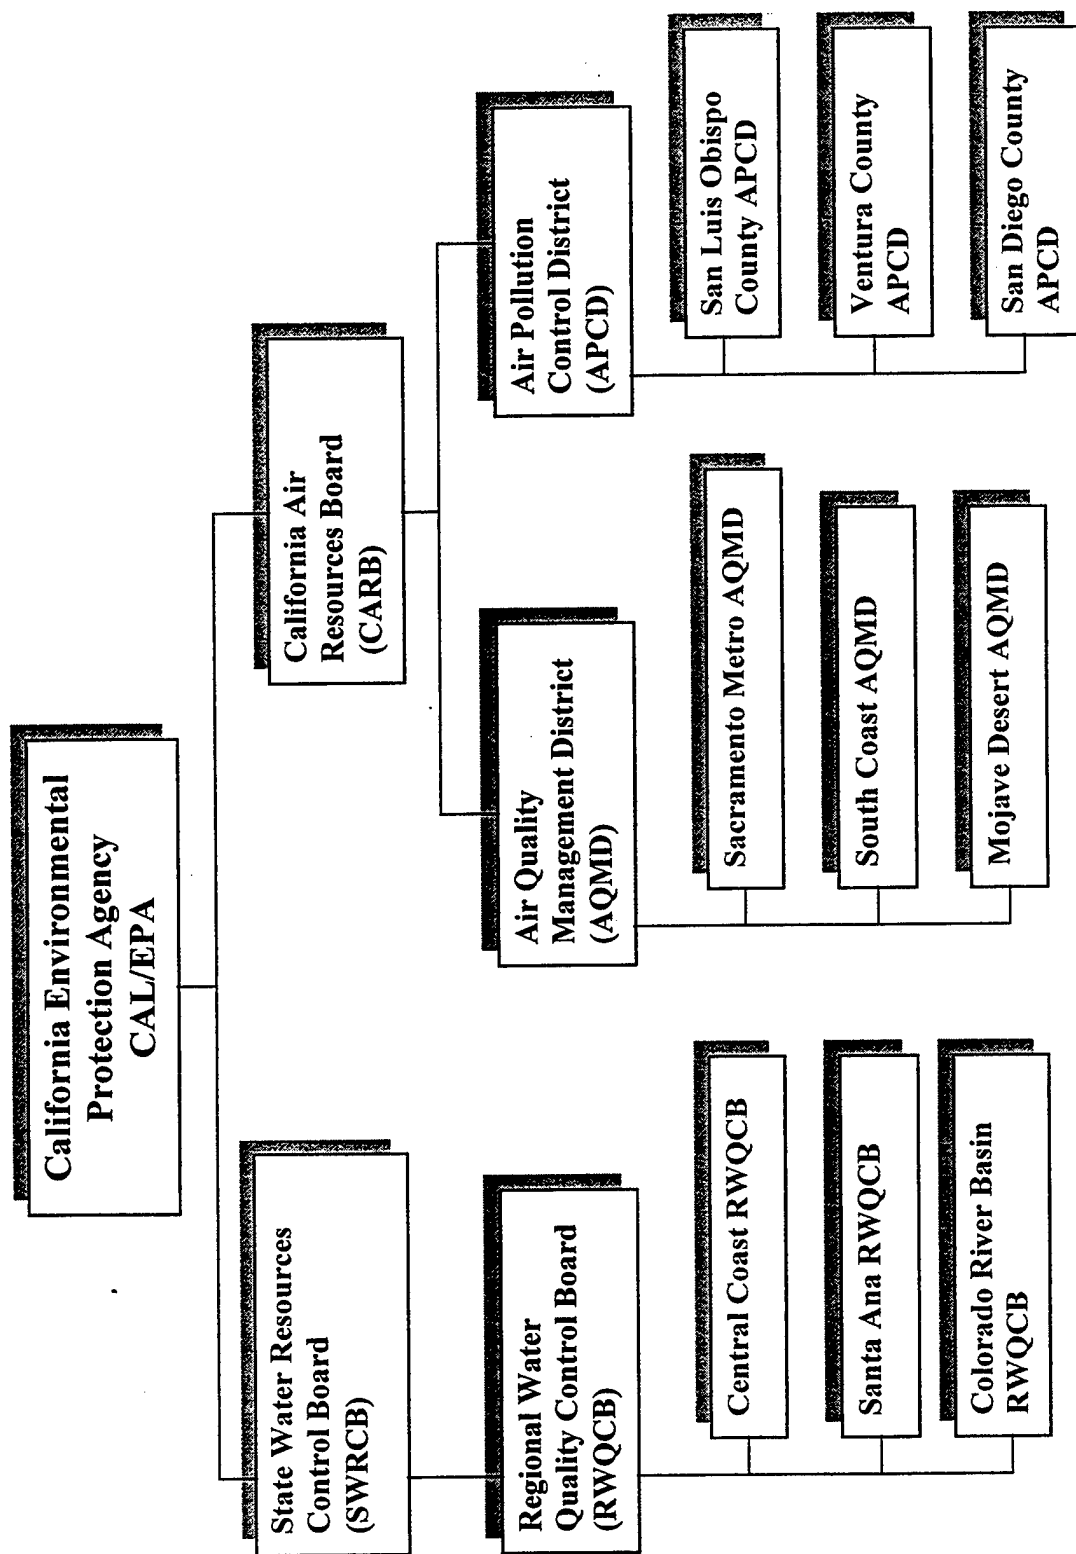 California Environmental
Protection Agency
CAL/EPA
State Water Resources
Control Board
(SWRCB)
California Air
Resources Board
(CARB)
Regional Water
Quality Control Board
(RWQCB)
Air Quality
Management District
(AQMD)
Air Pollution
Control District
(APCD)
Central Coast RWQCB
Santa Ana RWQCB
Colorado River Basin
RWQCB
Sacramento Metro AQMD
South Coast AQMD
Mojave Desert AQMD
San Luis Obispo
County APCD
Ventura County
APCD
San Diego County
APCD